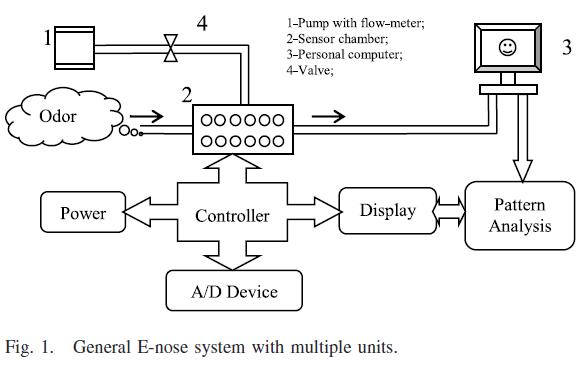 1
4
1-Pump with flow-meter;
2-Sensor chamber;
3-Personal computer;
4-Valve;
3
2
Odor
Power
Controller
Display
Pattern
Analysis
A/D Device
Fig. 1. General E-nose system with multiple units.